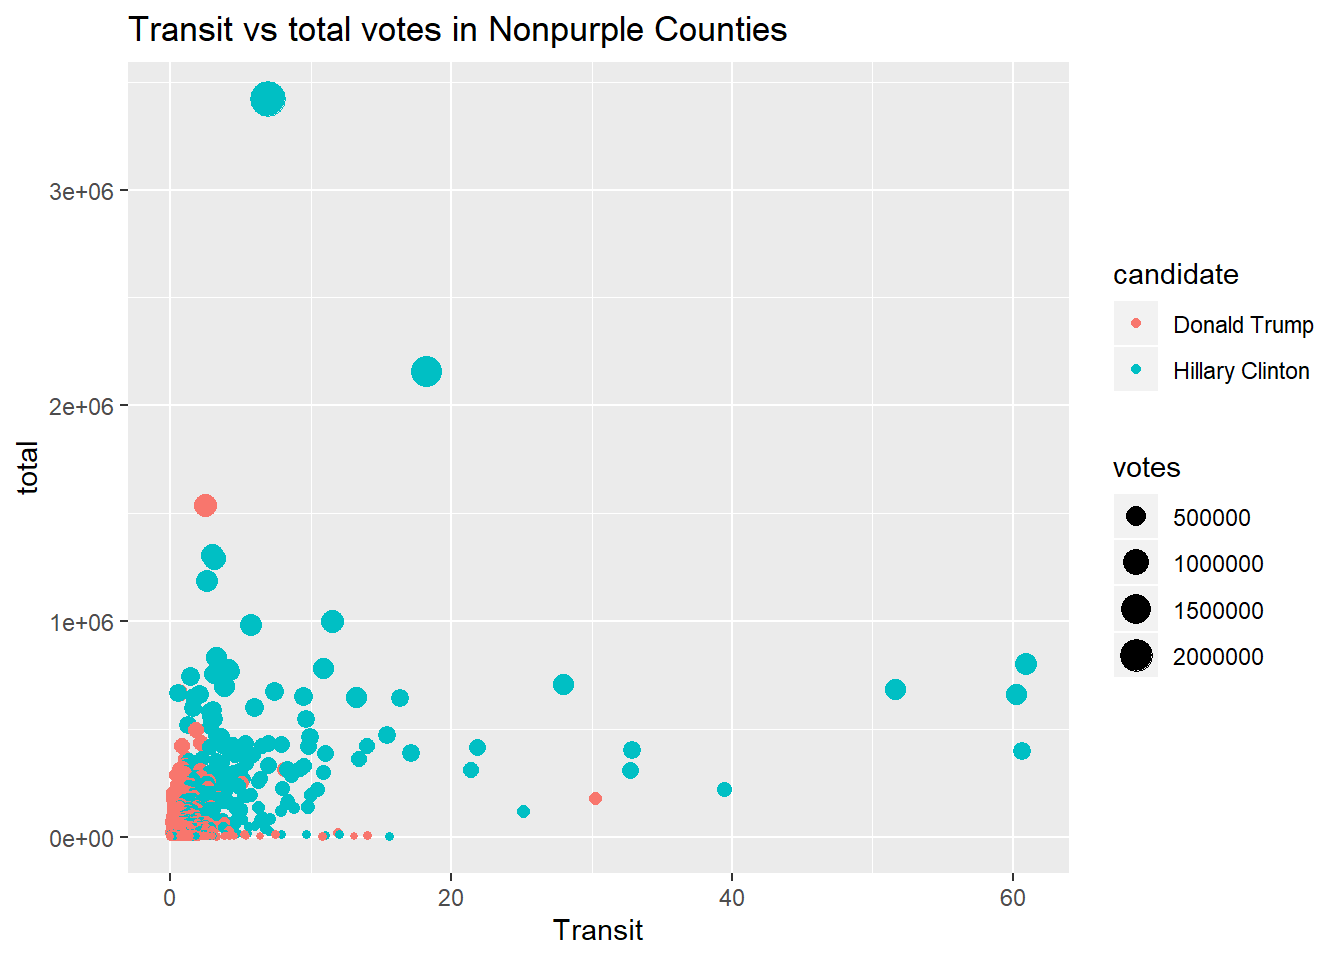 Transit vs total votes in Nonpurple Counties
total
3e+06
2e+06
1e+06
0e+00
0
20
40
60
Transit
candidate
Donald Trump
Hillary Clinton
votes
500000
1000000
1500000
2000000